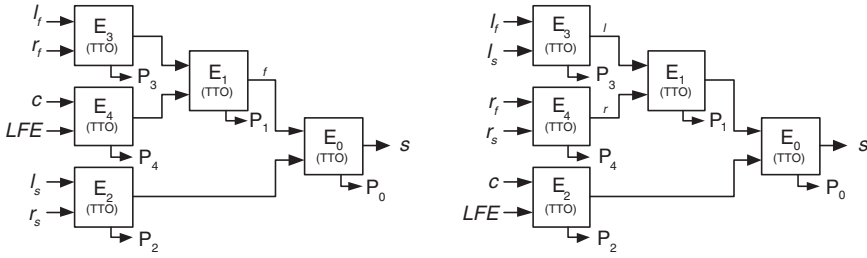 l_f
r_f
E_3
(TTO)
P_3
c
LFE
E_4
(TTO)
P_4
l_s
r_s
E_2
(TTO)
P_2
E_1
(TTO)
P_1
f
E_0
(TTO)
P_0
s
l_f
l_s
E_3
(TTO)
l
P_3
r_f
r_s
E_4
(TTO)
r
P_4
c
LFE
E_2
(TTO)
P_2
E_1
(TTO)
P_1
E_0
(TTO)
P_0
s